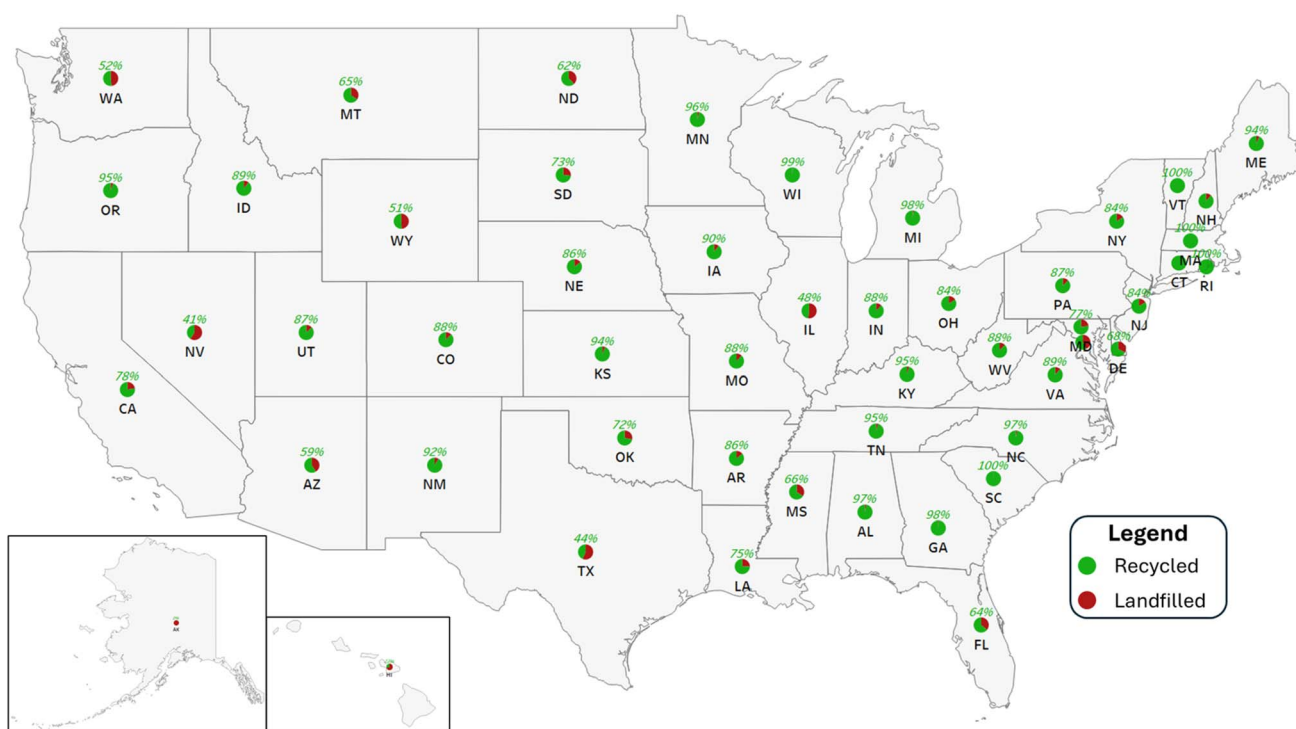 52%
WA
65%
MT
62%
ND
96%
MN
99%
WI
98%
MI
94%
ME
100%
VT
NH
84%
NY
100%
MA
100%
RI
CT
95%
OR
89%
ID
51%
WY
73%
SD
90%
IA
86%
NE
48%
IL
88%
IN
84%
OH
87%
PA
84%
NJ
77%
MD
68%
DE
41%
NV
87%
UT
88%
CO
94%
KS
88%
MO
95%
KY
88%
WV
89%
VA
78%
CA
59%
AZ
92%
NM
72%
OK
86%
AR
95%
TN
97%
NC
100%
SC
66%
MS
97%
AL
98%
GA
44%
TX
75%
LA
64%
FL
AK
HI
Legend
Recycled
Landfilled